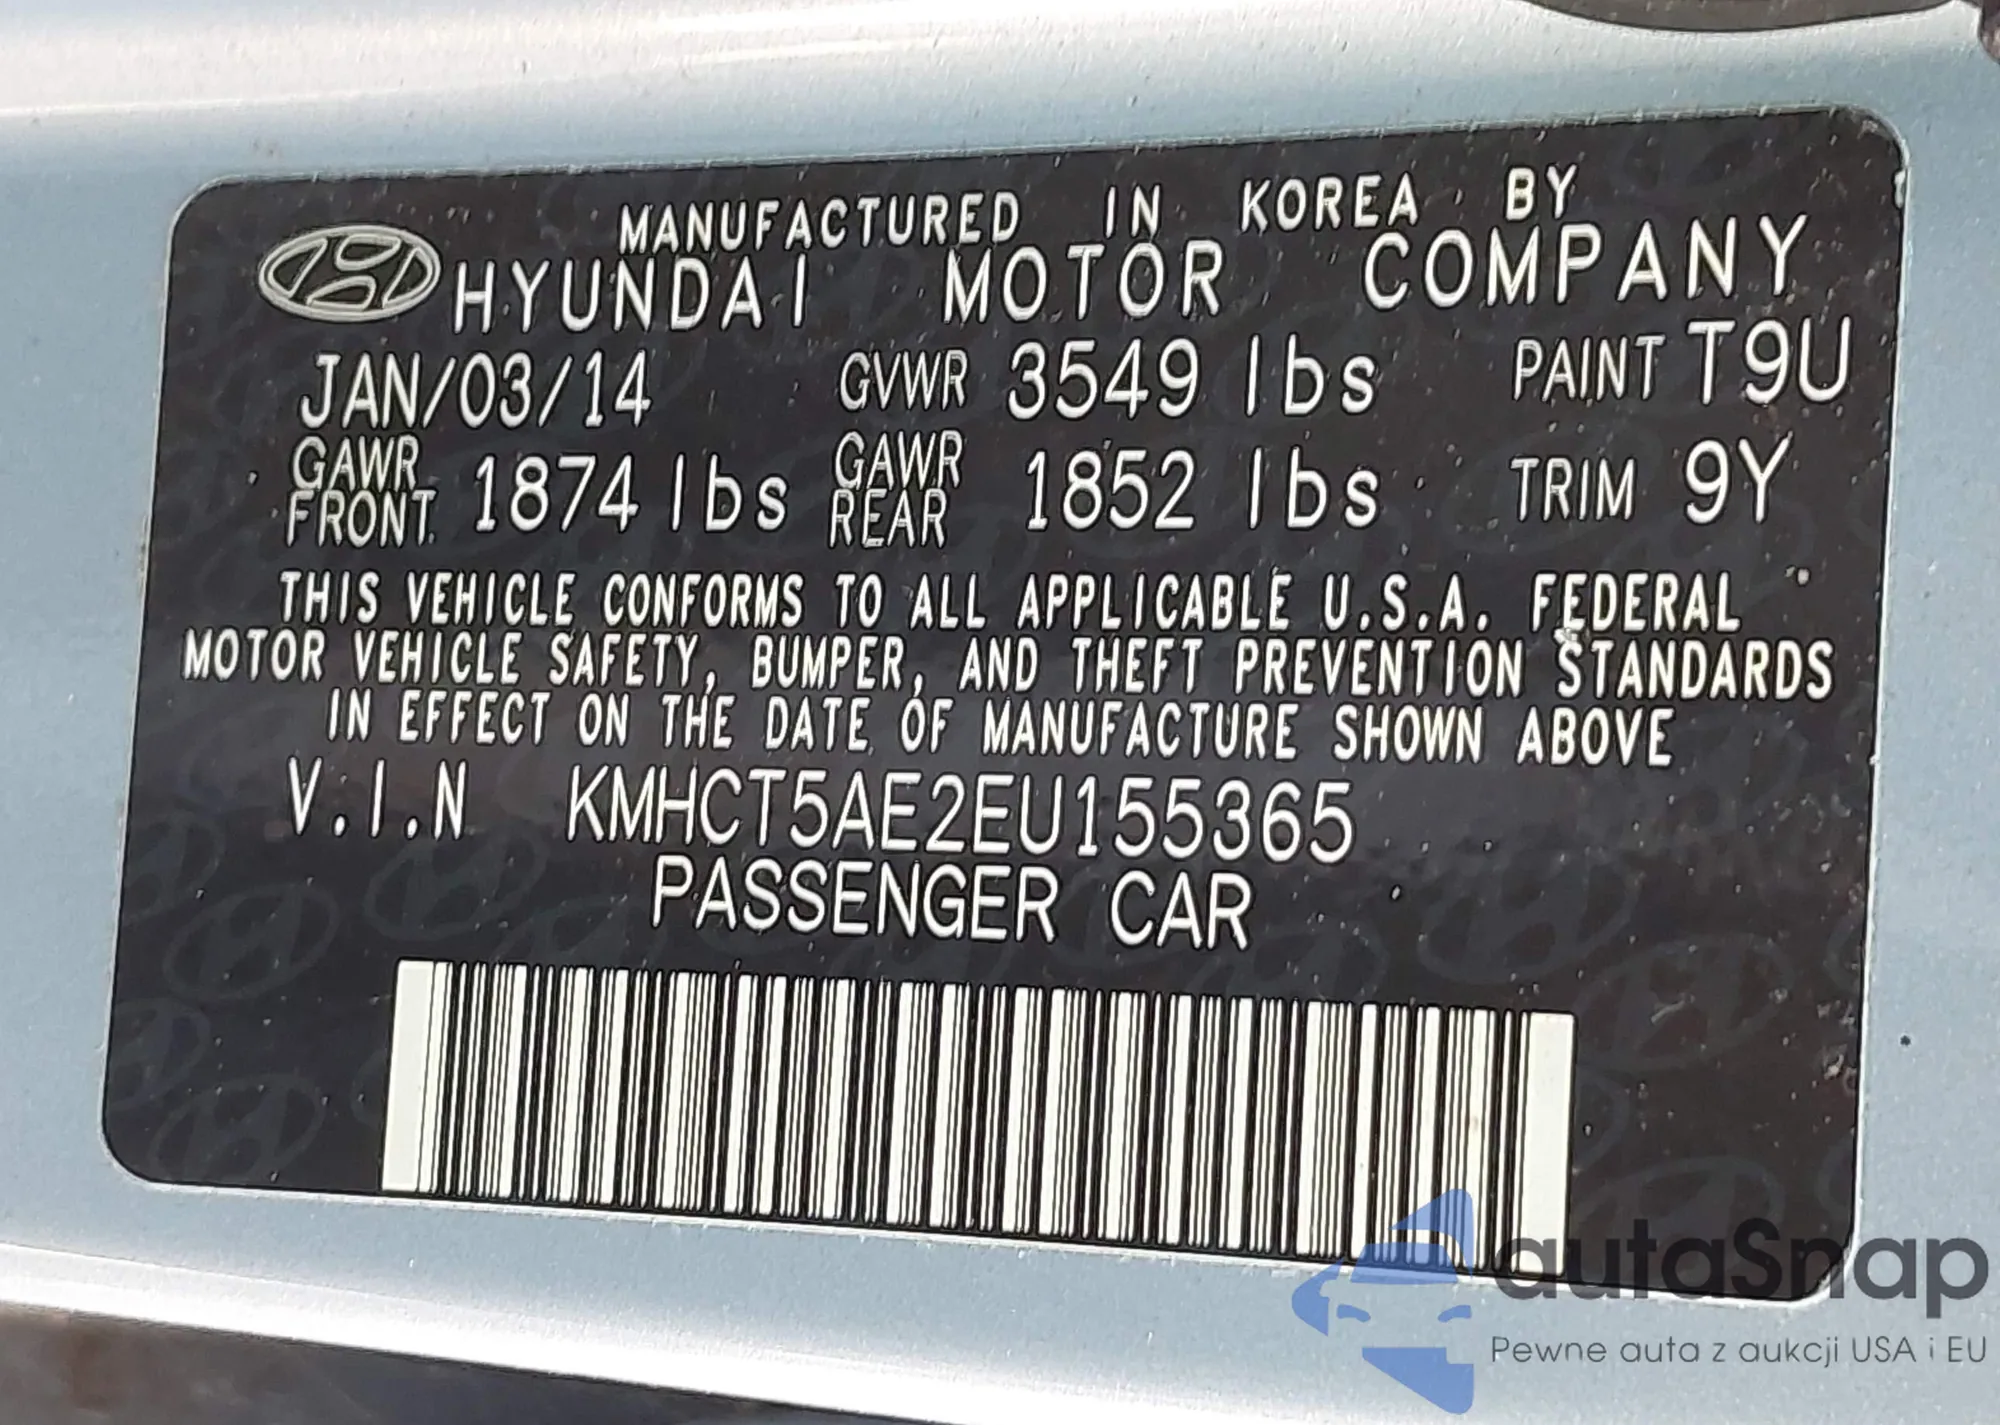 MANUFACTURED IN KOREA BY
HYUNDAI MOTOR COMPANY
JAN/03/14 GVWR 3549 lbs PAINT T9U
GAWR FRONT 1874 lbs GAWR REAR 1852 lbs TRIM 9Y
THIS VEHICLE CONFORMS TO ALL APPLICABLE U.S.A. FEDERAL
MOTOR VEHICLE SAFETY, BUMPER, AND THEFT PREVENTION STANDARDS
IN EFFECT ON THE DATE OF MANUFACTURE SHOWN ABOVE
V.I.N KMHCT5AE2EU155365
PASSENGER CAR
autaSnap
Pewne auta z aukcji USA i EU